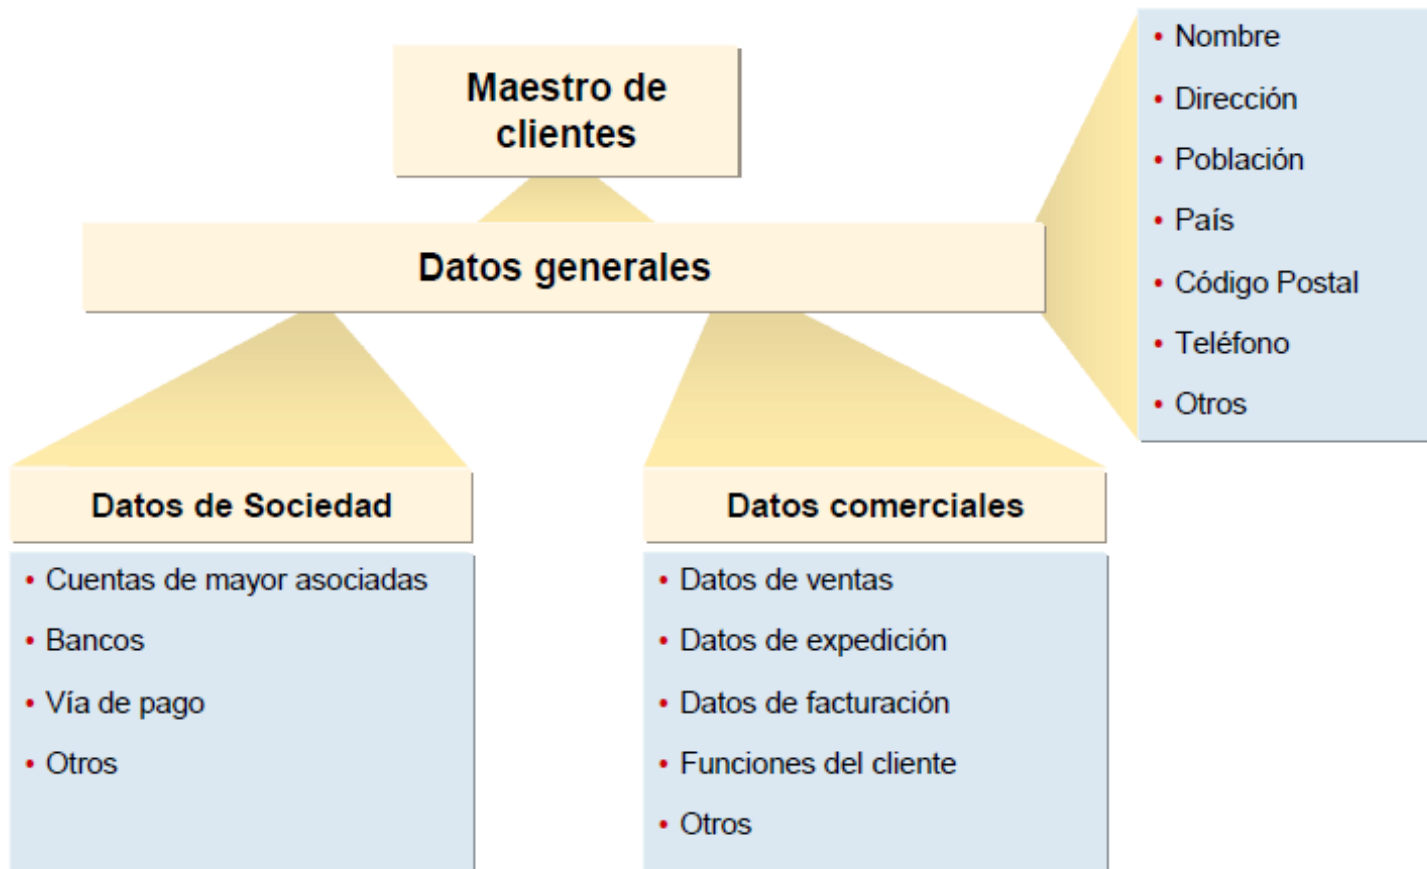 Maestro de
clientes
Datos generales
• Nombre
• Dirección
• Población
• País
• Código Postal
• Teléfono
• Otros
Datos de Sociedad
• Cuentas de mayor asociadas
• Bancos
• Vía de pago
• Otros
Datos comerciales
• Datos de ventas
• Datos de expedición
• Datos de facturación
• Funciones del cliente
• Otros